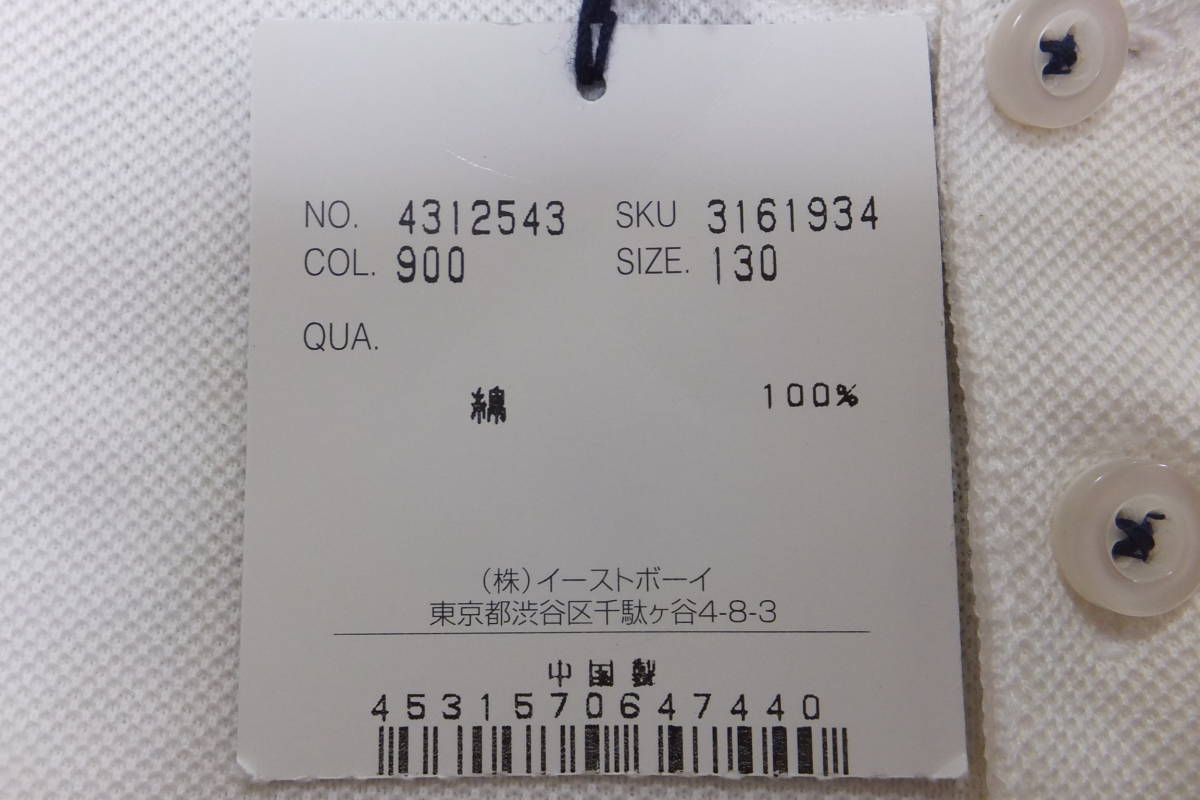 NO. 4312543 SKU 3161934
COL. 900 SIZE. 130
QUA.
綿 100%
(株)イーストボーイ
東京都渋谷区千駄ヶ谷4-8-3
中国製
4531570647440